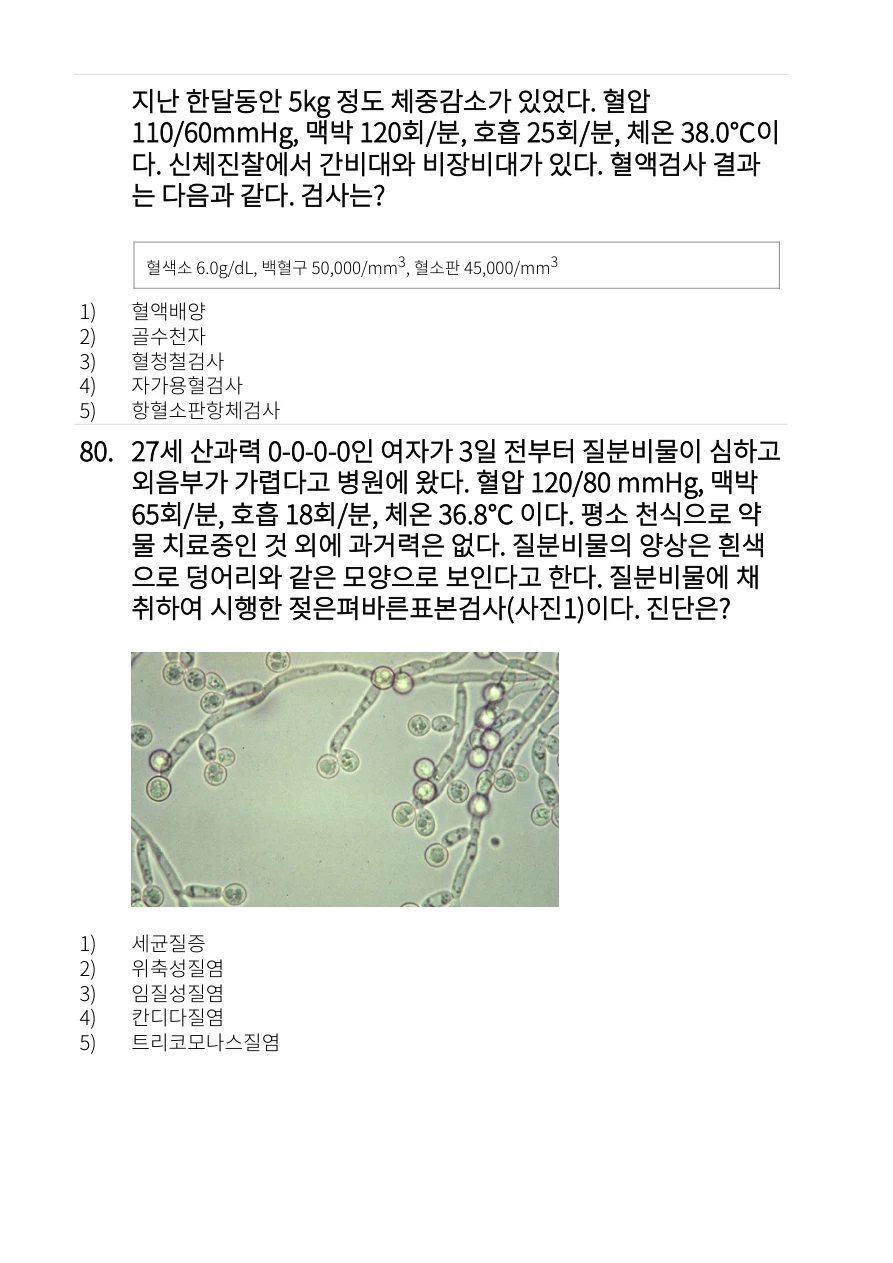 지난 한달동안 5kg 정도 체중감소가 있었다. 혈압
110/60mmHg, 맥박 120회/분, 호흡 25회/분, 체온 38.0°C이
다. 신체진찰에서 간비대와 비장비대가 있다. 혈액검사 결과
는 다음과 같다. 검사는?
혈색소 6.0g/dL, 백혈구 50,000/mm³, 혈소판 45,000/mm³
1) 혈액배양
2) 골수천자
3) 혈청철검사
4) 자가용혈검사
5) 항혈소판항체검사
80. 27세 산과력 0-0-0-0인 여자가 3일 전부터 질분비물이 심하고
외음부가 가렵다고 병원에 왔다. 혈압 120/80 mmHg, 맥박
65회/분, 호흡 18회/분, 체온 36.8°C 이다. 평소 천식으로 약
물 치료중인 것 외에 과거력은 없다. 질분비물의 양상은 흰색
으로 덩어리와 같은 모양으로 보인다고 한다. 질분비물에 채
취하여 시행한 젖은펴바른표본검사(사진1)이다. 진단은?
1) 세균질증
2) 위축성질염
3) 임질성질염
4) 칸디다질염
5) 트리코모나스질염